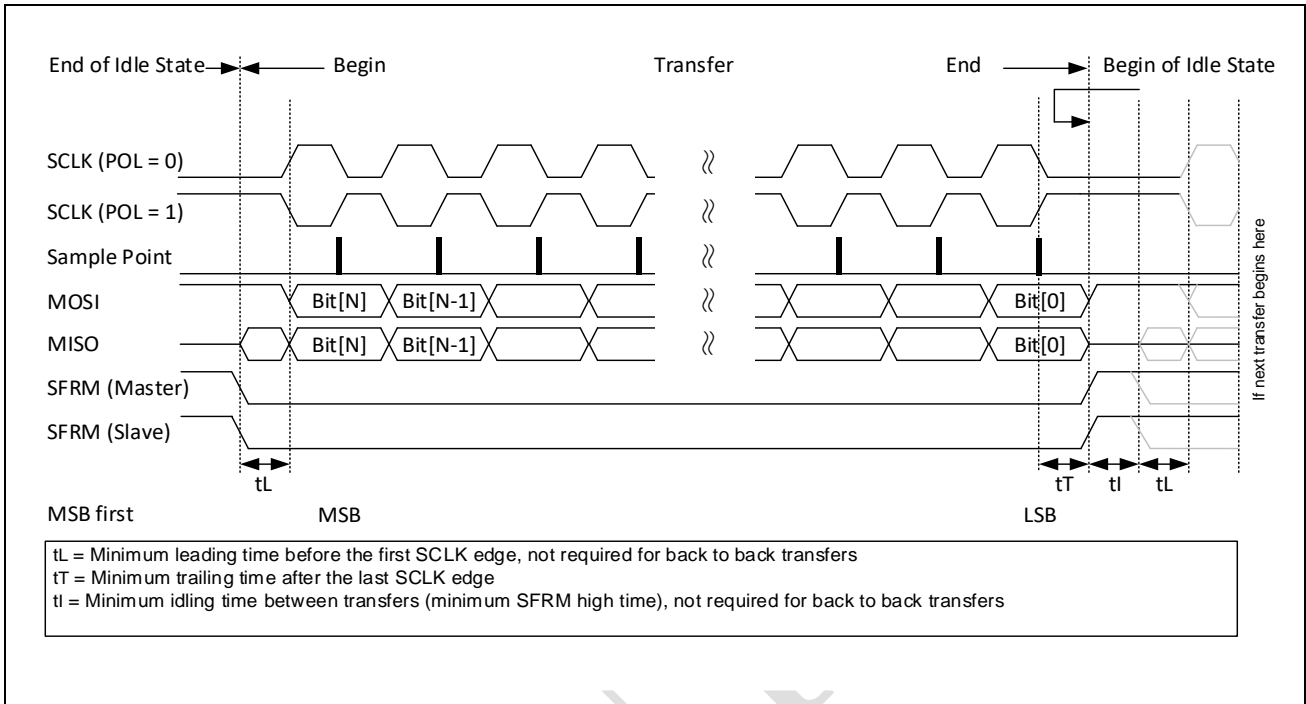 End of Idle State Begin Transfer End Begin of Idle State
SCLK (POL = 0)
SCLK (POL = 1)
Sample Point
MOSI Bit[N] Bit[N-1] Bit[0]
MISO Bit[N] Bit[N-1] Bit[0]
SFRM (Master)
SFRM (Slave)
If next transfer begins here
tL tT tI tL
MSB first MSB LSB
tL = Minimum leading time before the first SCLK edge, not required for back to back transfers
tT = Minimum trailing time after the last SCLK edge
tI = Minimum idling time between transfers (minimum SFRM high time), not required for back to back transfers